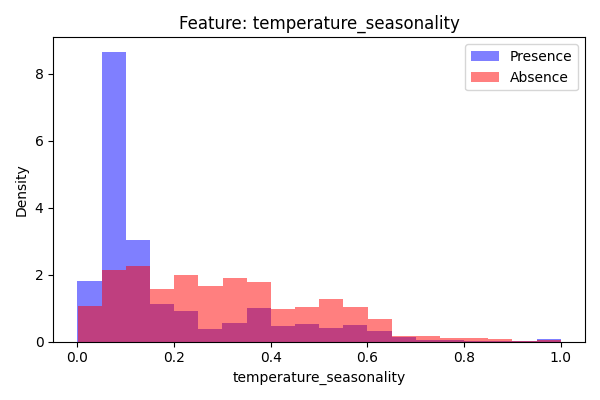 Feature: temperature_seasonality
Presence
Absence
Density
8
6
4
2
0
0.0 0.2 0.4 0.6 0.8 1.0
temperature_seasonality